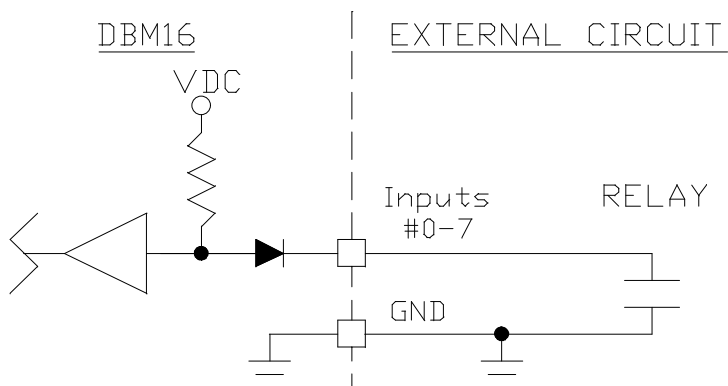 DBM16
EXTERNAL CIRCUIT
VDC
Inputs
#0-7
RELAY
GND